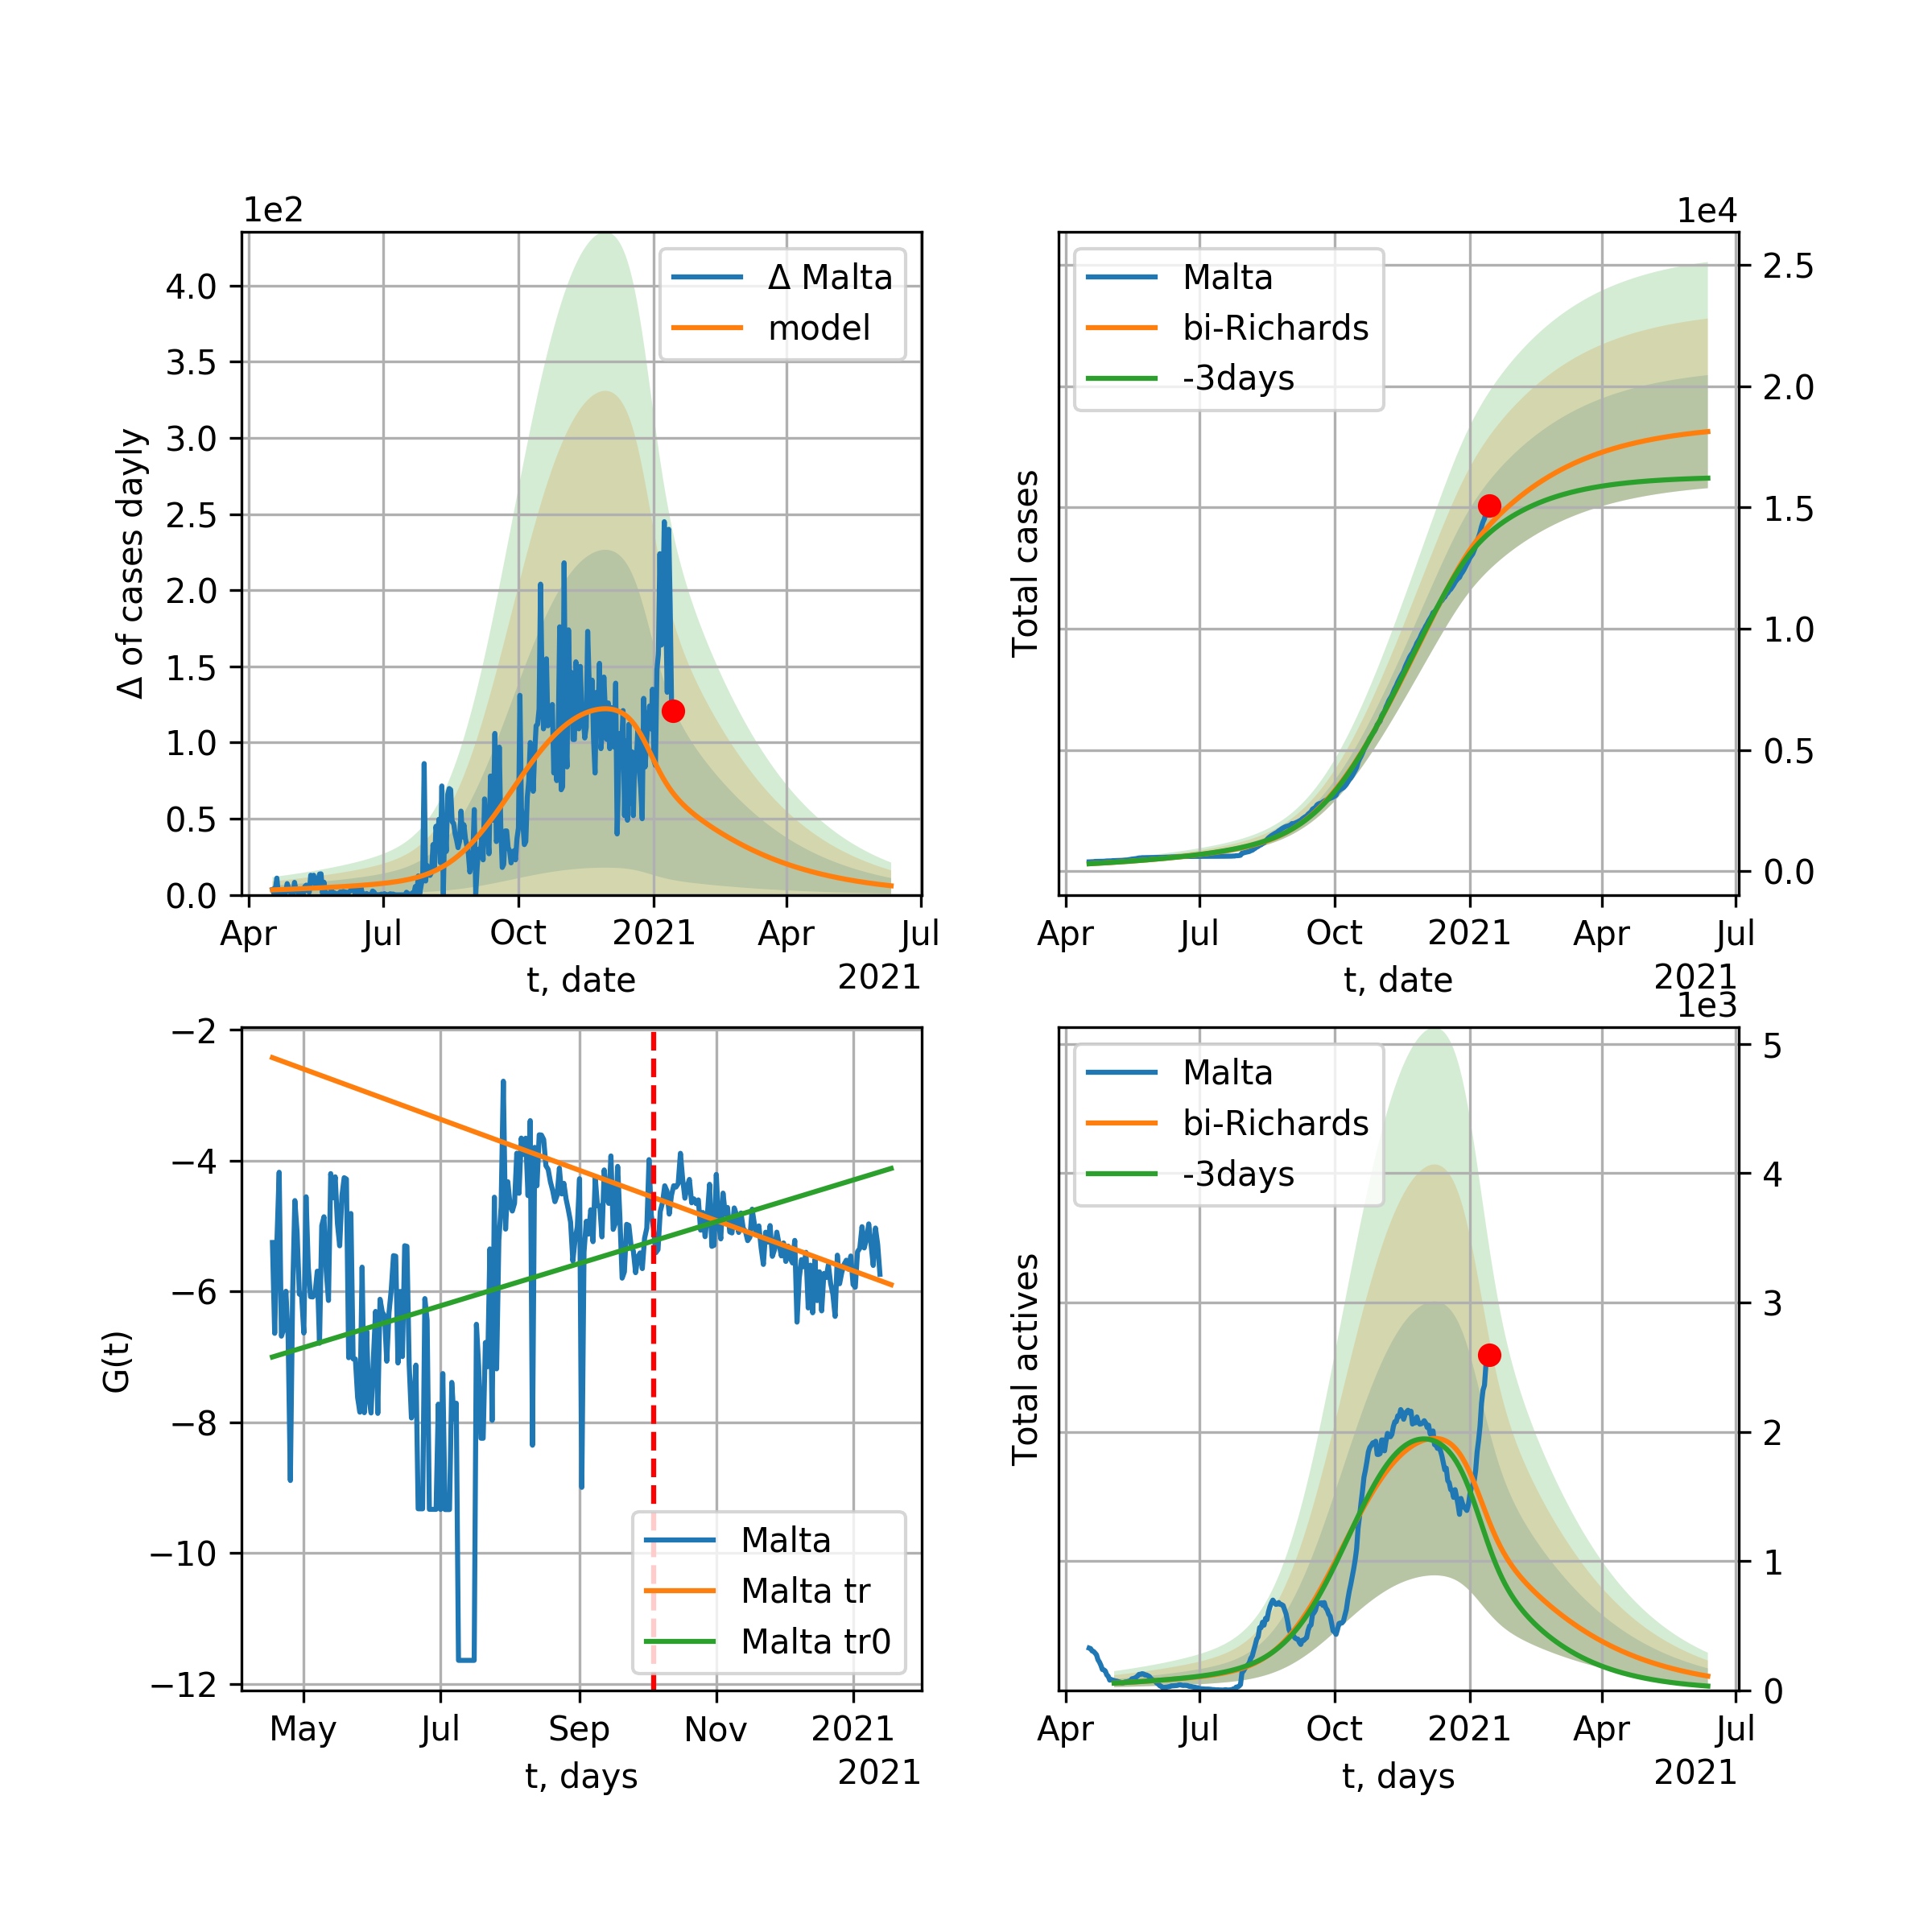 1e2
Δ of cases dayly
4.0
3.5
3.0
2.5
2.0
1.5
1.0
0.5
0.0
Δ Malta
model
Apr Jul Oct 2021 Apr Jul
t, date
2021
1e4
Total cases
Malta
bi-Richards
-3days
2.5
2.0
1.5
1.0
0.5
0.0
Apr Jul Oct 2021 Apr Jul
t, date
2021
G(t)
−2
−4
−6
−8
−10
−12
Malta
Malta tr
Malta tr0
May Jul Sep Nov 2021
t, days
2021
1e3
Total actives
Malta
bi-Richards
-3days
5
4
3
2
1
0
Apr Jul Oct 2021 Apr Jul
t, days
2021